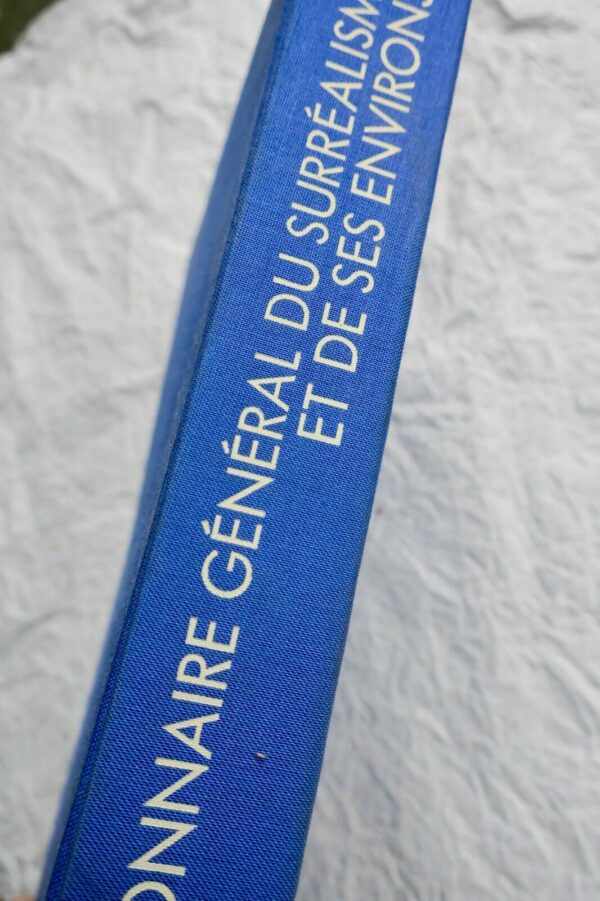 ONNAIRE GÉNÉRAL DU SURRÉALISM
ET DE SES ENVIRONS